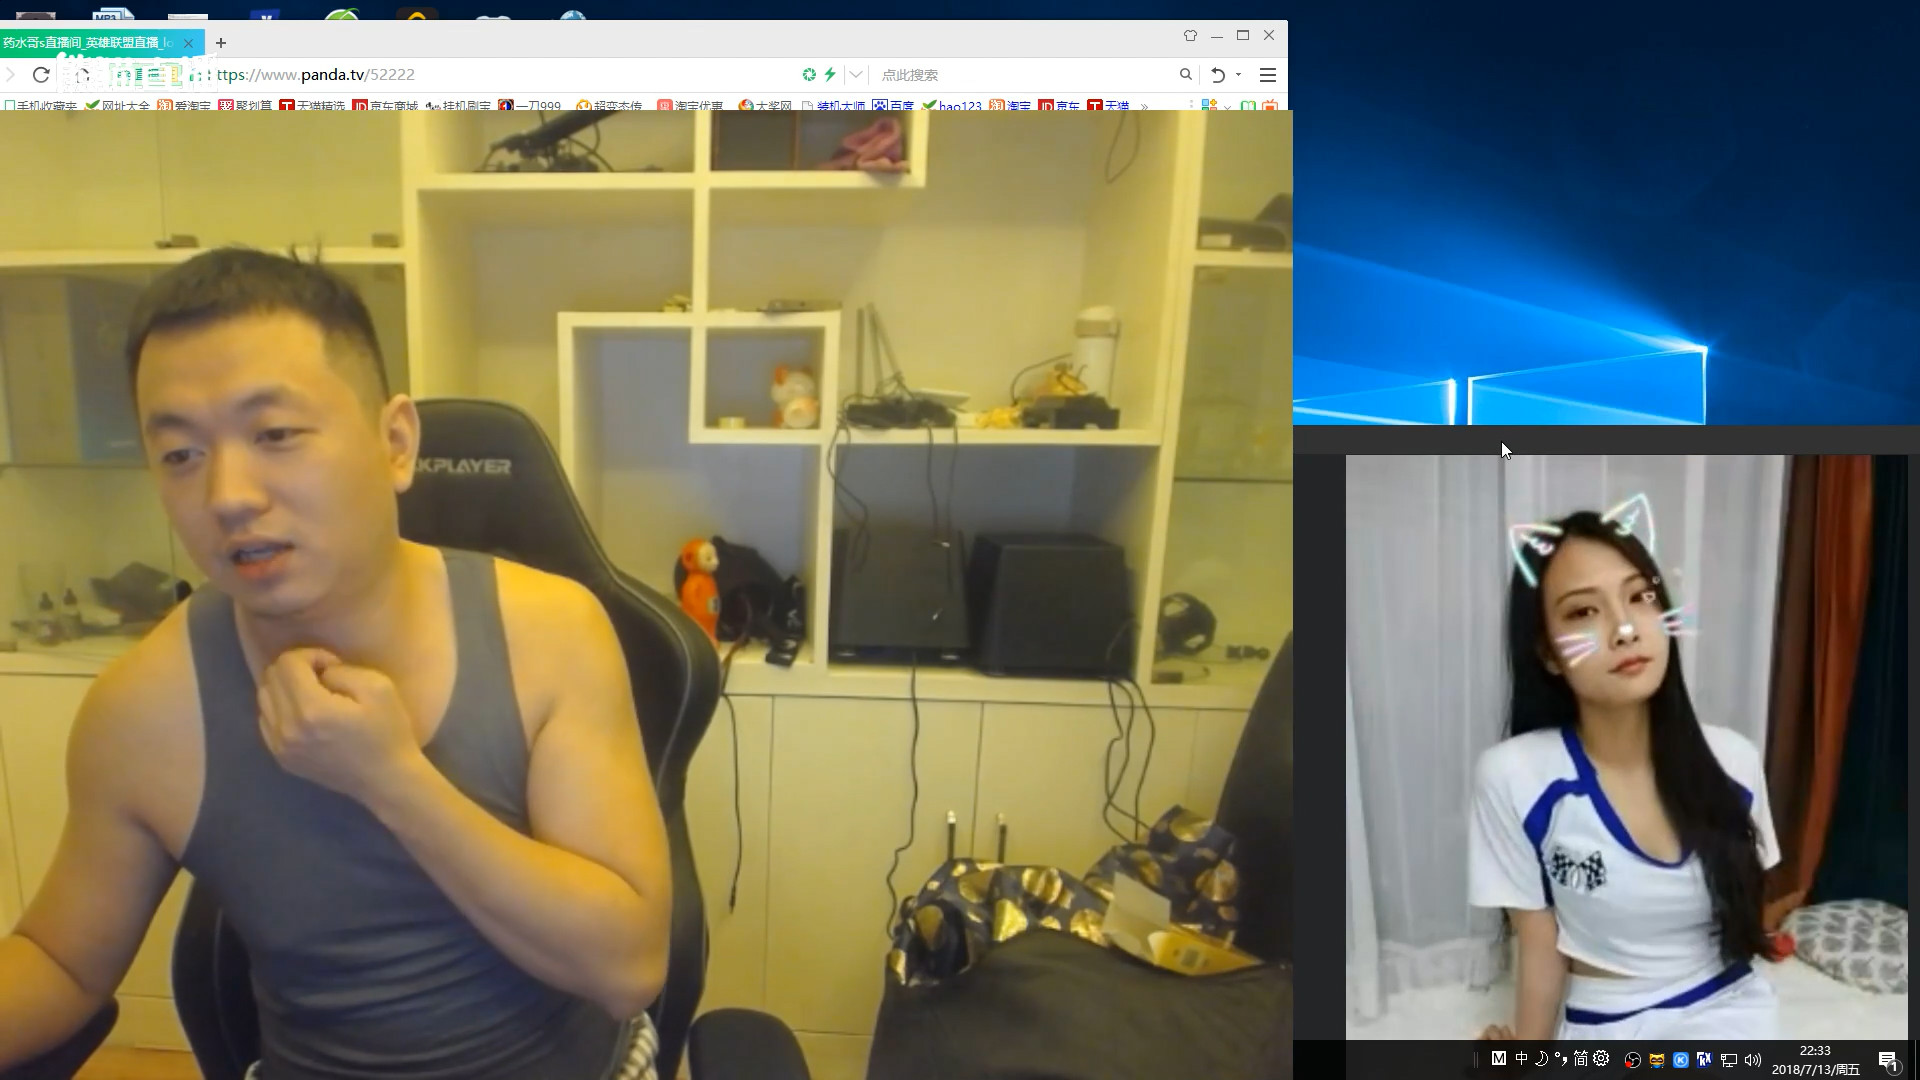 药水哥s直播间_英雄联盟直播_lo
ttps://www.panda.tv/52222
点此搜索
手机收藏夹 网址大全 爱淘宝 聚划算 天猫精选 京东商城 挂机刷宝 一刀999 超变态传 淘宝优惠 大奖网 装机大师 百度 hao123 淘宝 京东 天猫 »
KPLAYER
M 中 简
22:33
2018/7/13/周五
1